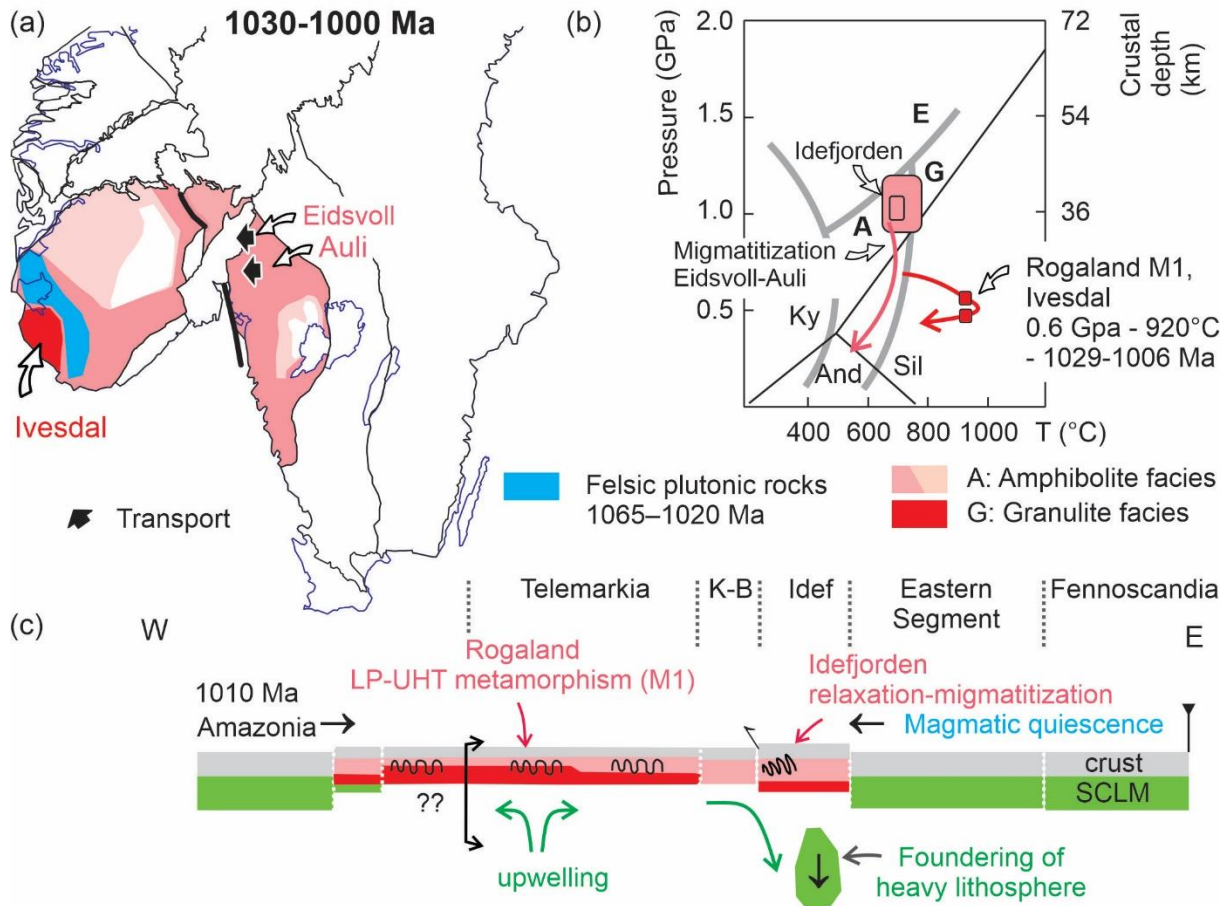 (a)
1030-1000 Ma
Eidsvoll
Auli
Ivesdal
Transport
(b)
Pressure (GPa)
2.0
1.5
1.0
0.5
72
54
36
Crustal
depth
(km)
E
Idefjorden
G
A
Migmatitization
Eidsvoll-Auli
Ky
And
Sil
Rogaland M1,
Ivesdal
0.6 Gpa - 920°C
- 1029-1006 Ma
400 600 800 1000 T (°C)
Felsic plutonic rocks
1065–1020 Ma
A: Amphibolite facies
G: Granulite facies
(c)
W
Telemarkia
K-B
Idef
Eastern
Segment
Fennoscandia
E
Rogaland
LP-UHT metamorphism (M1)
Idefjorden
relaxation-migmatitization
1010 Ma
Amazonia
Magmatic quiescence
crust
SCLM
??
upwelling
Foundering of
heavy lithosphere